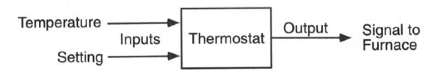 Temperature
Inputs
Setting
Thermostat
Output
Signal to
Furnace